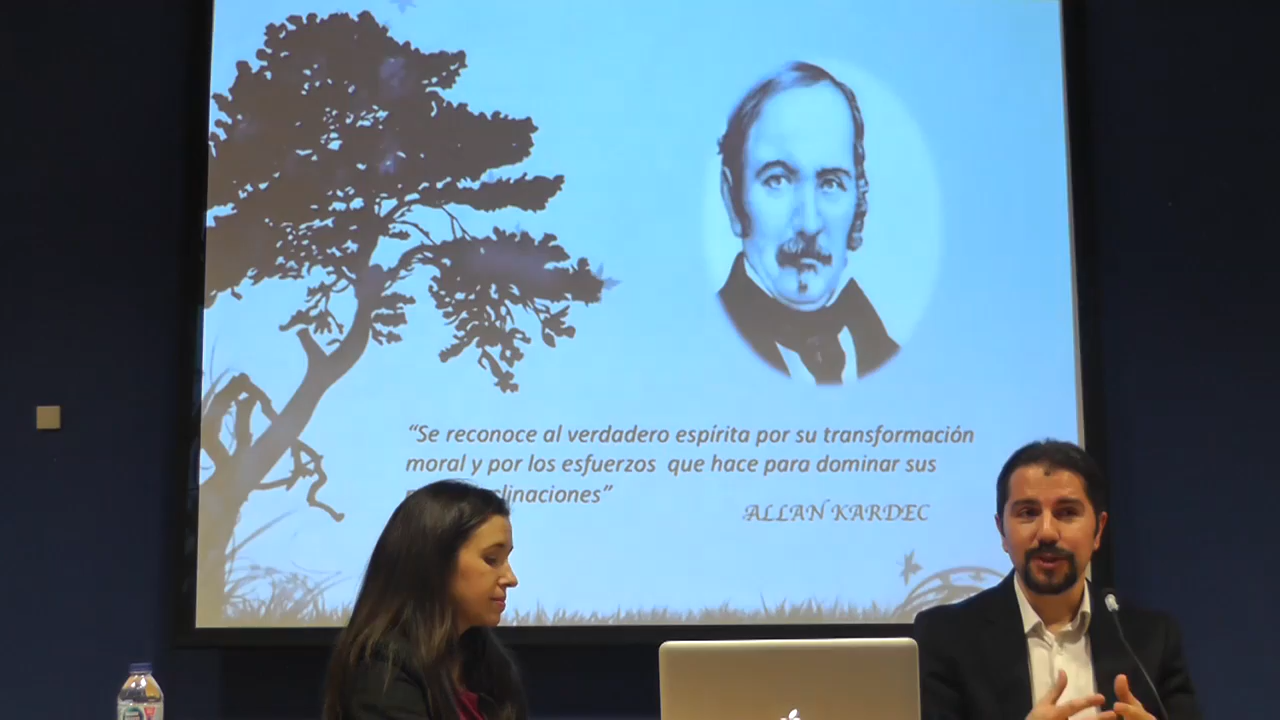 “Se reconoce al verdadero espírita por su transformación
moral y por los esfuerzos que hace para dominar sus
clinaciones”
ALLAN KARDEC